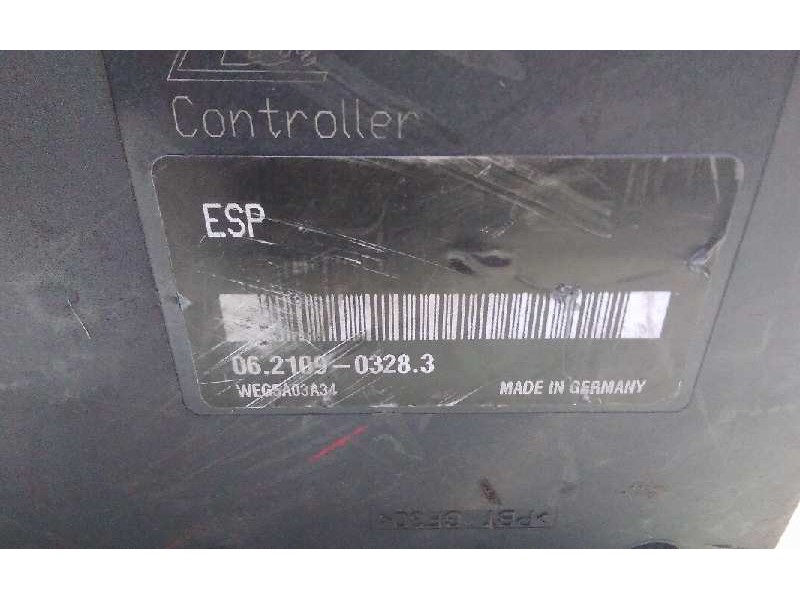 Controller
ESP
06.2109-0328.3
WEG5A03A34
MADE IN GERMANY